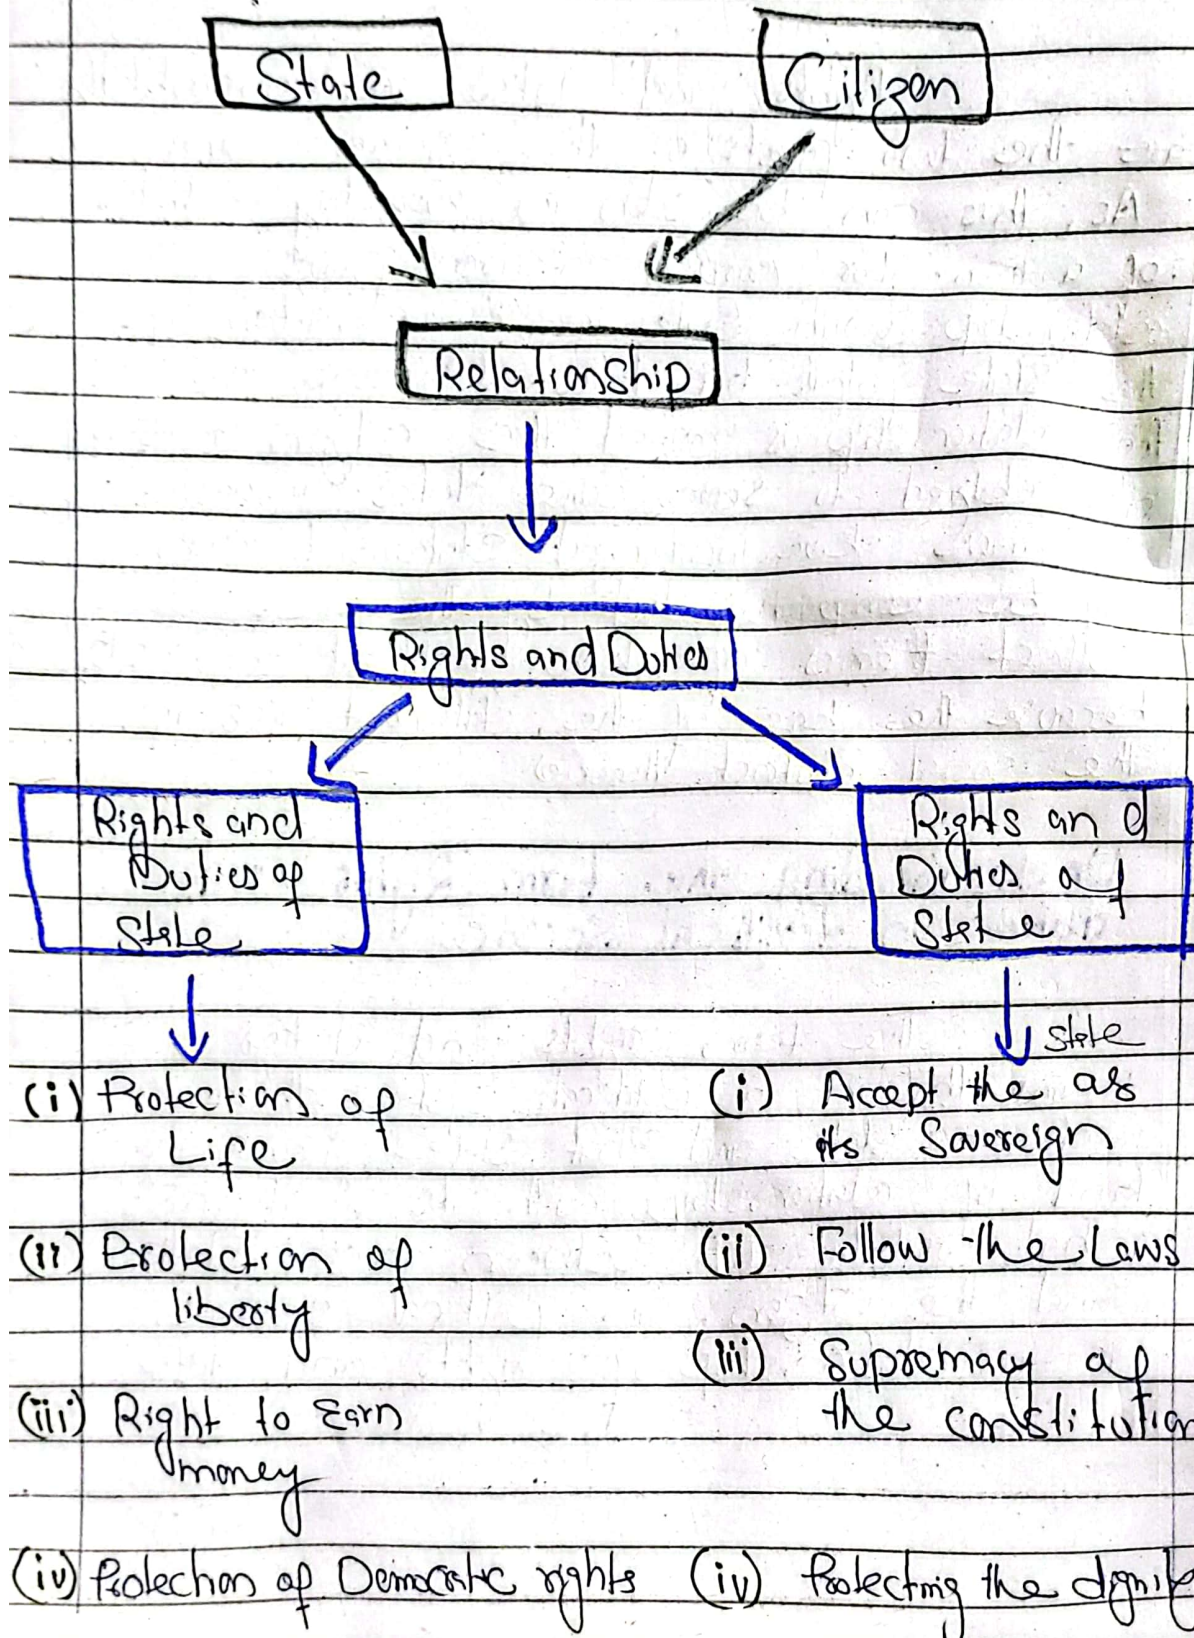 State
Citizen
Relationship
Rights and Duties
Rights and
Duties of
State
Rights and
Duties of
State
(i) Protection of
Life
(ii) Protection of
liberty
(iii) Right to Earn
money
(iv) Protection of Democratic rights
state
(i) Accept the as
its Sovereign
(ii) Follow the Laws
(iii) Supremacy of
the constitution
(iv) Protecting the